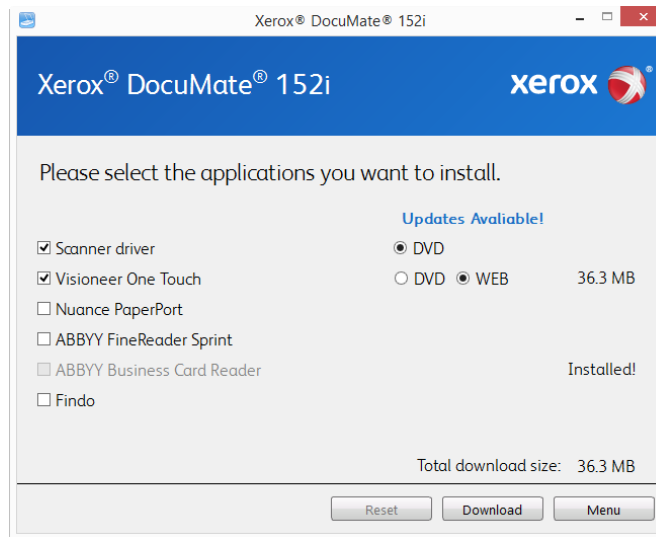 Xerox® DocuMate® 152i
Xerox® DocuMate® 152i
xerox ®
Please select the applications you want to install.
Updates Avaliable!
Scanner driver DVD
Visioneer One Touch DVD WEB 36.3 MB
Nuance PaperPort
ABBYY FineReader Sprint
ABBYY Business Card Reader Installed!
Findo
Total download size: 36.3 MB
Reset Download Menu